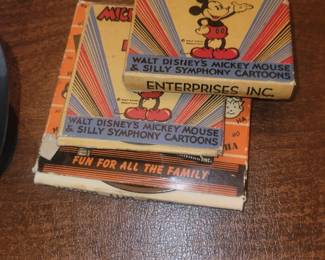 WALT DISNEY'S MICKEY MOUSE
& SILLY SYMPHONY CARTOONS
ENTERPRISES INC.
WALT DISNEY'S MICKEY MOUSE
& SILLY SYMPHONY CARTOONS
FUN FOR ALL THE FAMILY
HA